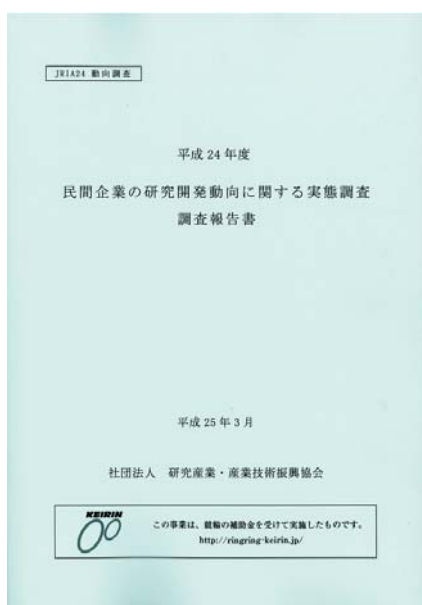 JRIA24 動向調査
平成 24 年度
民間企業の研究開発動向に関する実態調査
調査報告書
平成 25 年 3 月
社団法人 研究産業・産業技術振興協会
KEIRIN
この事業は、競輪の補助金を受けて実施したものです。
http://ringring-keirin.jp/